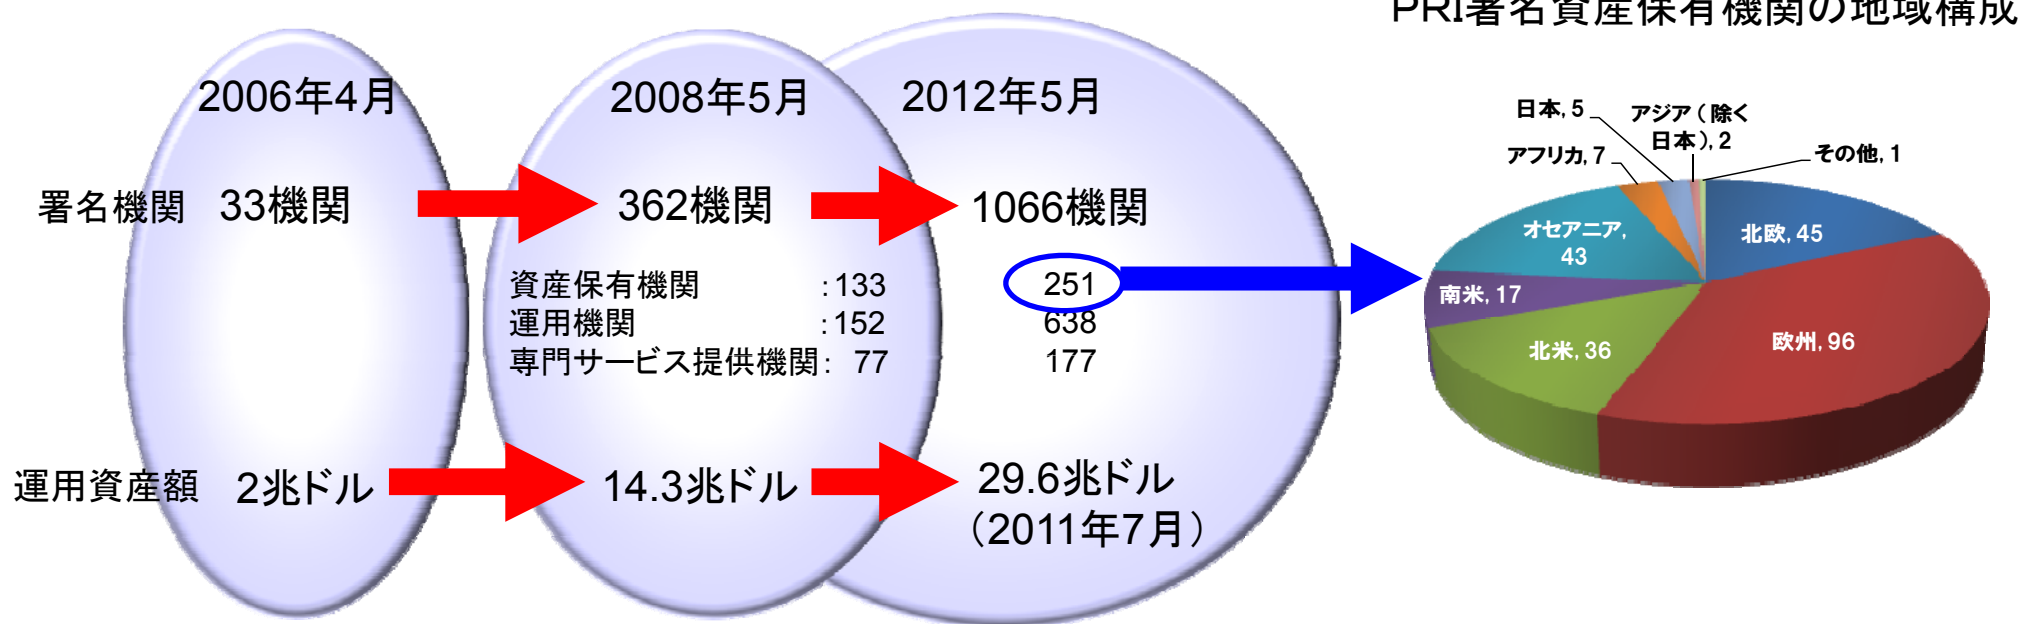 PRI署名資産保有機関の地域構成
2006年4月
2008年5月
2012年5月
署名機関
33機関
362機関
1066機関
資産保有機関 :133
251
運用機関 :152
638
専門サービス提供機関: 77
177
運用資産額
2兆ドル
14.3兆ドル
29.6兆ドル
(2011年7月)
日本, 5
アジア(除く
日本), 2
アフリカ, 7
その他, 1
オセアニア,
43
北欧, 45
南米, 17
北米, 36
欧州, 96